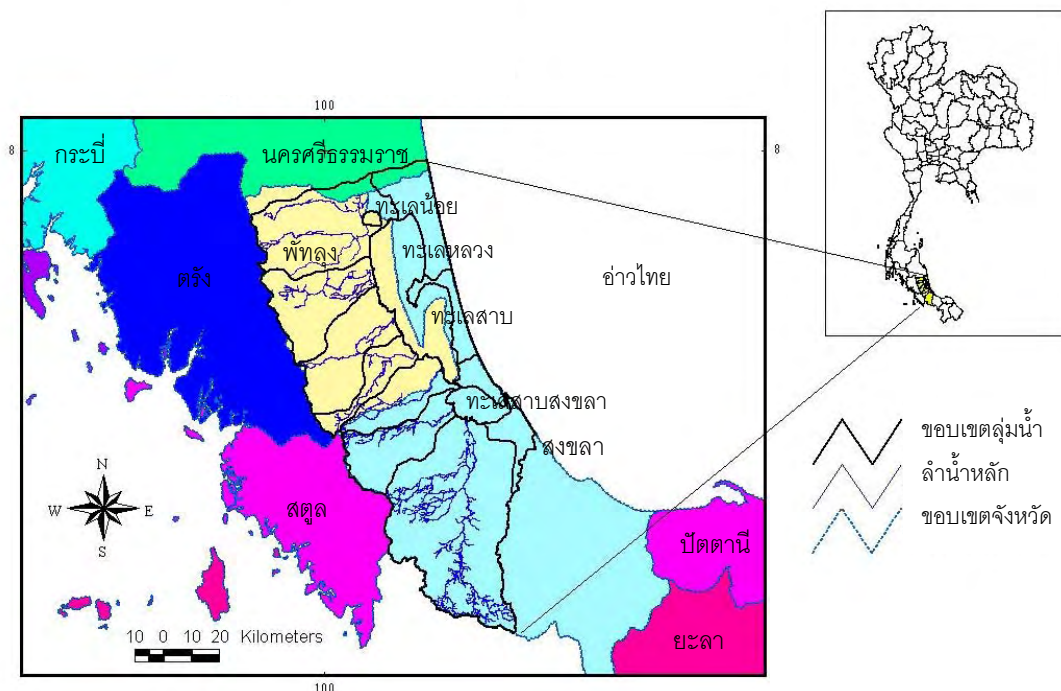 100
8
8
กระบี่
นครศรีธรรมราช
ทะเลน้อย
พัทลุง
ทะเลหลวง
ตรัง
อ่าวไทย
ทะเลสาบ
ทะเลสาบสงขลา
สงขลา
ขอบเขตลุ่มน้ำ
ลำน้ำหลัก
ขอบเขตจังหวัด
N
W
E
S
สตูล
ปัตตานี
ยะลา
10 0 10 20 Kilometers
100